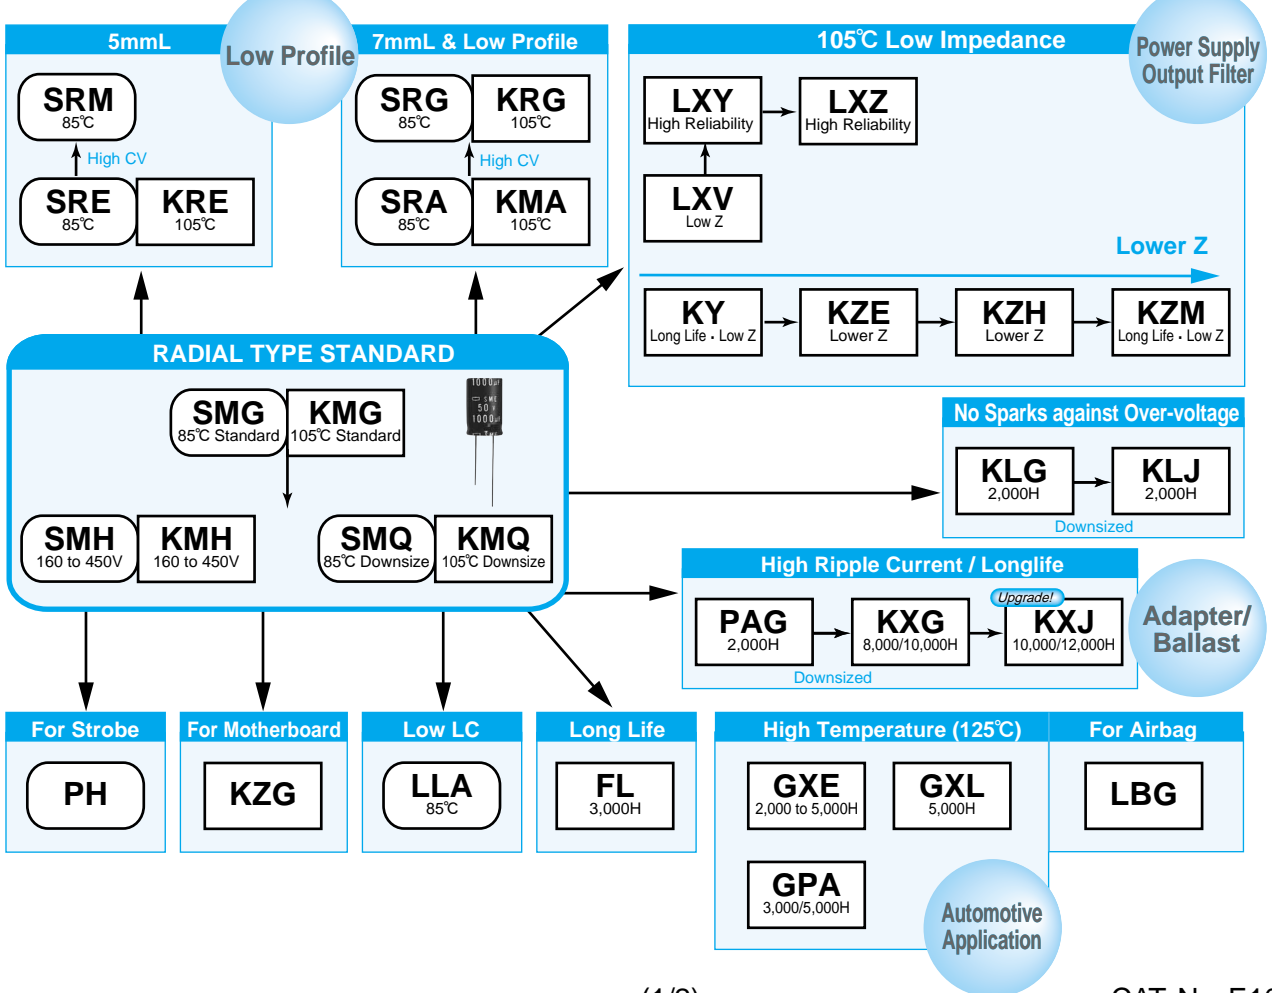 5mmL
Low Profile
7mmL & Low Profile
SRM
85℃
High CV
SRE
85℃
KRE
105℃
SRG
85℃
KRG
105℃
High CV
SRA
85℃
KMA
105℃
105℃ Low Impedance
Power Supply
Output Filter
LXY
High Reliability
LXZ
High Reliability
LXV
Low Z
Lower Z
KY
Long Life・Low Z
KZE
Lower Z
KZH
Lower Z
KZM
Long Life・Low Z
RADIAL TYPE STANDARD
SMG
85℃ Standard
KMG
105℃ Standard
1000μF
SME
50 V
1000μF
SMH
160 to 450V
KMH
160 to 450V
SMQ
85℃ Downsize
KMQ
105℃ Downsize
No Sparks against Over-voltage
KLG
2,000H
KLJ
2,000H
Downsized
High Ripple Current / Longlife
Adapter/
Ballast
PAG
2,000H
KXG
8,000/10,000H
Upgrade!
KXJ
10,000/12,000H
Downsized
For Strobe
PH
For Motherboard
KZG
Low LC
LLA
85℃
Long Life
FL
3,000H
High Temperature (125℃)
GXE
2,000 to 5,000H
GXL
5,000H
GPA
3,000/5,000H
Automotive
Application
For Airbag
LBG